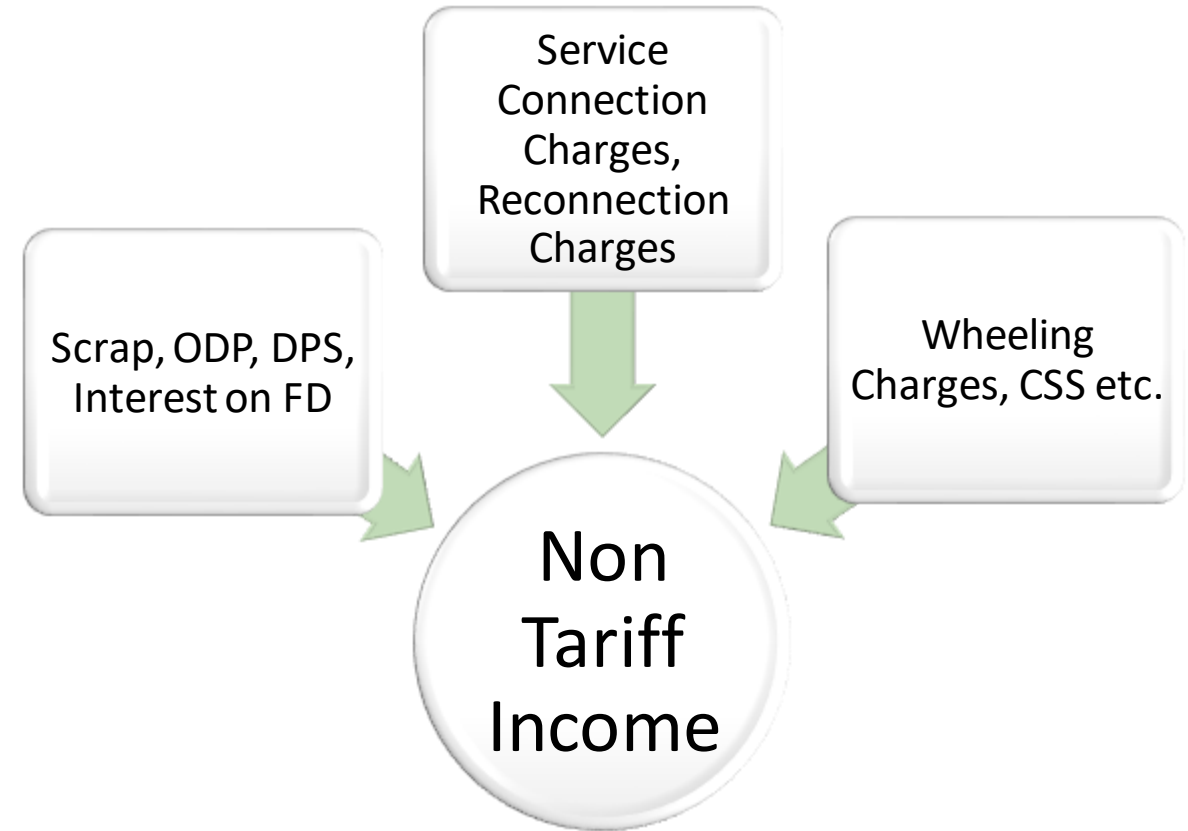 Service
Connection
Charges,
Reconnection
Charges
Scrap, ODP, DPS,
Interest on FD
Wheeling
Charges, CSS etc.
Non
Tariff
Income